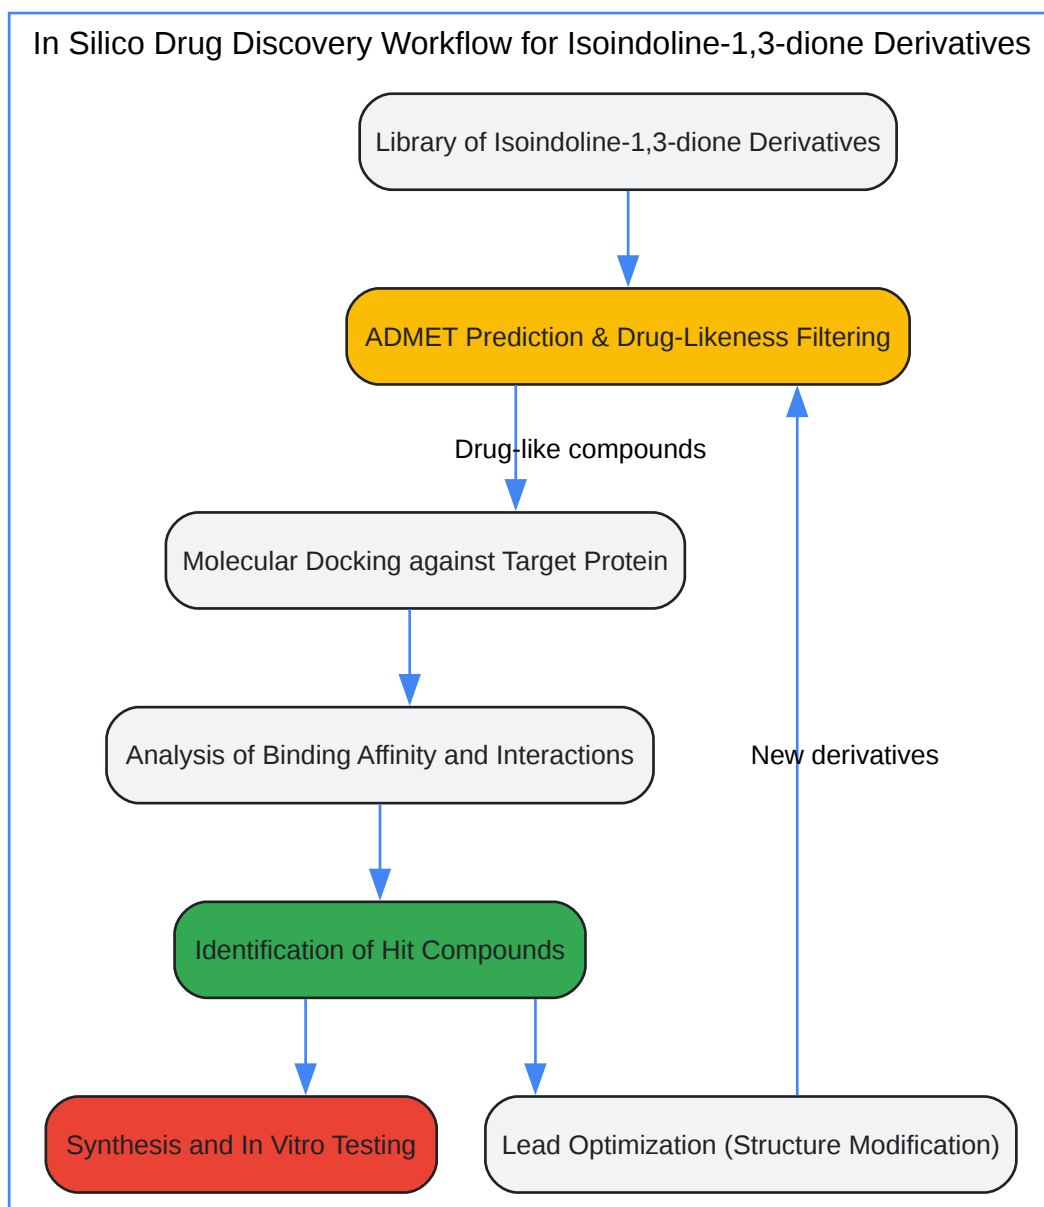 In Silico Drug Discovery Workflow for Isoindoline-1,3-dione Derivatives
Library of Isoindoline-1,3-dione Derivatives
ADMET Prediction & Drug-Likeness Filtering
Drug-like compounds
Molecular Docking against Target Protein
Analysis of Binding Affinity and Interactions
New derivatives
Identification of Hit Compounds
Synthesis and In Vitro Testing
Lead Optimization (Structure Modification)